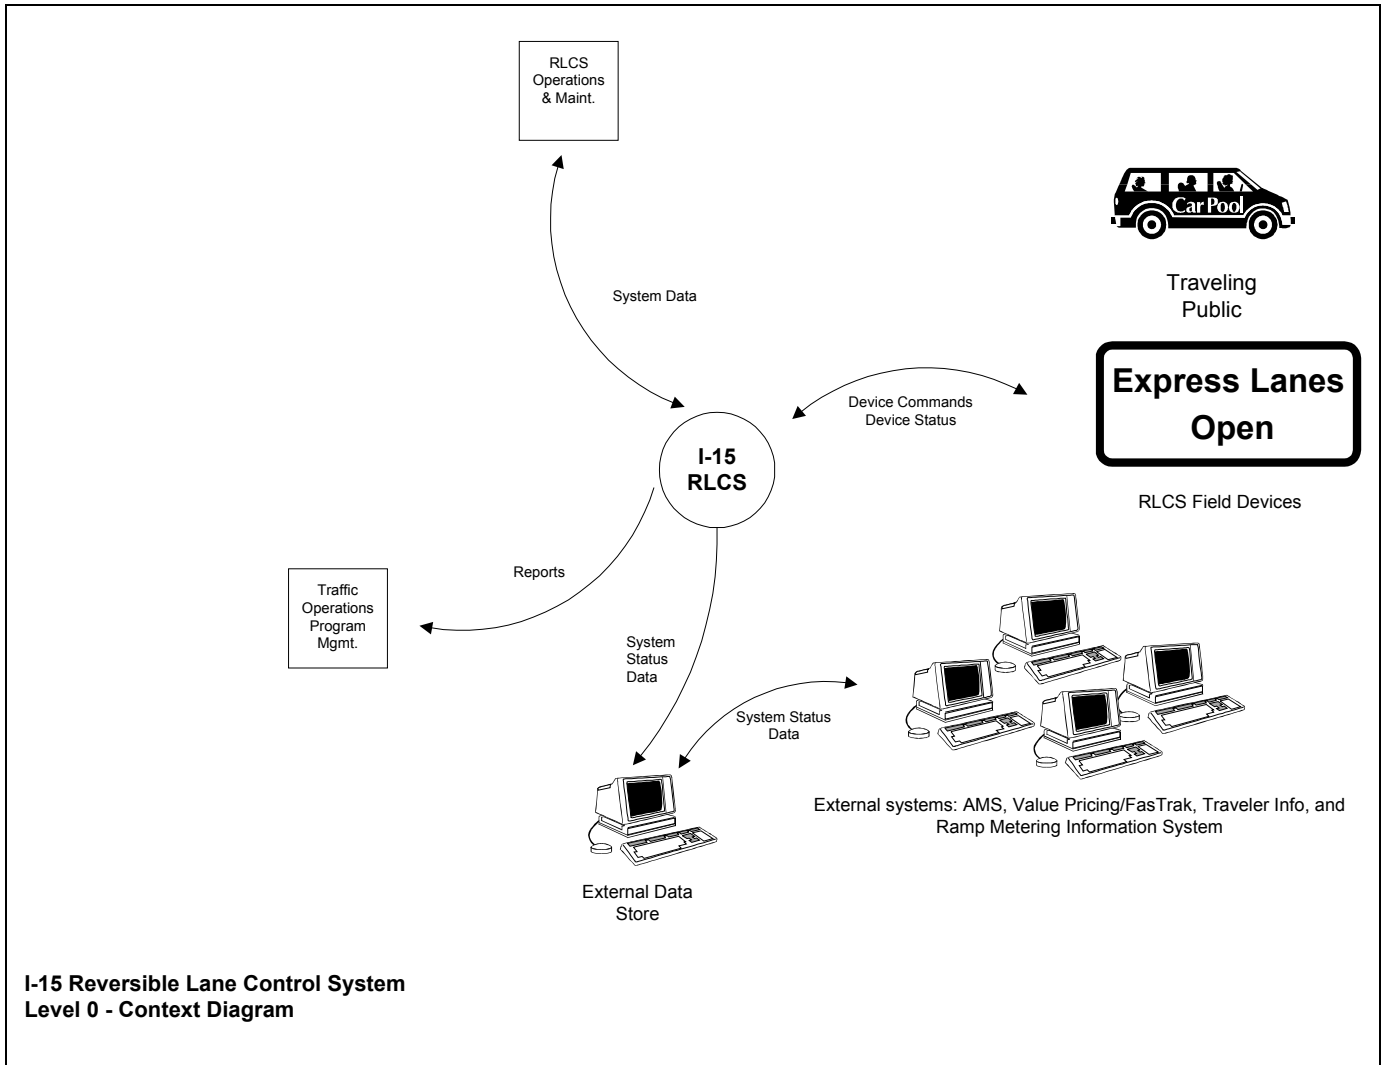 RLCS
Operations
& Maint.
Car Pool
Traveling
Public
System Data
Express Lanes
Open
Device Commands
Device Status
I-15
RLCS
RLCS Field Devices
Reports
Traffic
Operations
Program
Mgmt.
System
Status
Data
System Status
Data
External systems: AMS, Value Pricing/FasTrak, Traveler Info, and
Ramp Metering Information System
External Data
Store
I-15 Reversible Lane Control System
Level 0 - Context Diagram